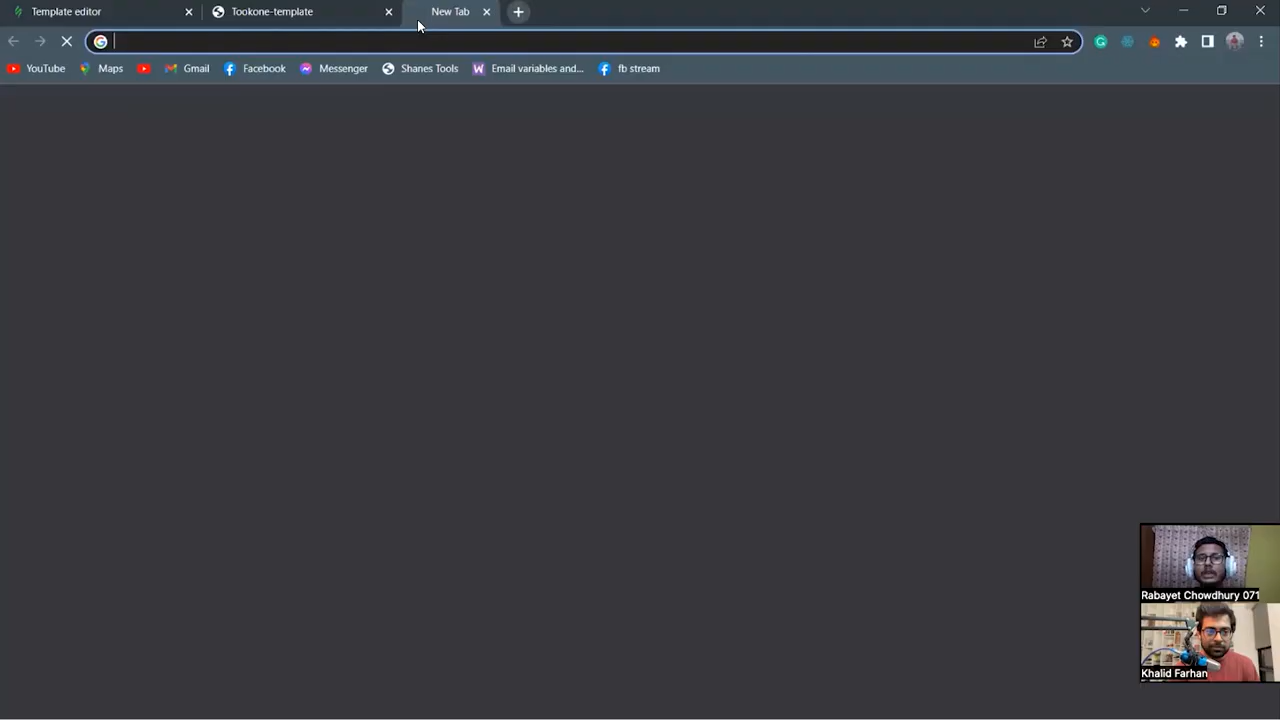 Template editor
Tookone-template
New Tab
YouTube
Maps
Gmail
Facebook
Messenger
Shanes Tools
Email variables and...
fb stream
Rabayet Chowdhury 071
Khalid Farhan